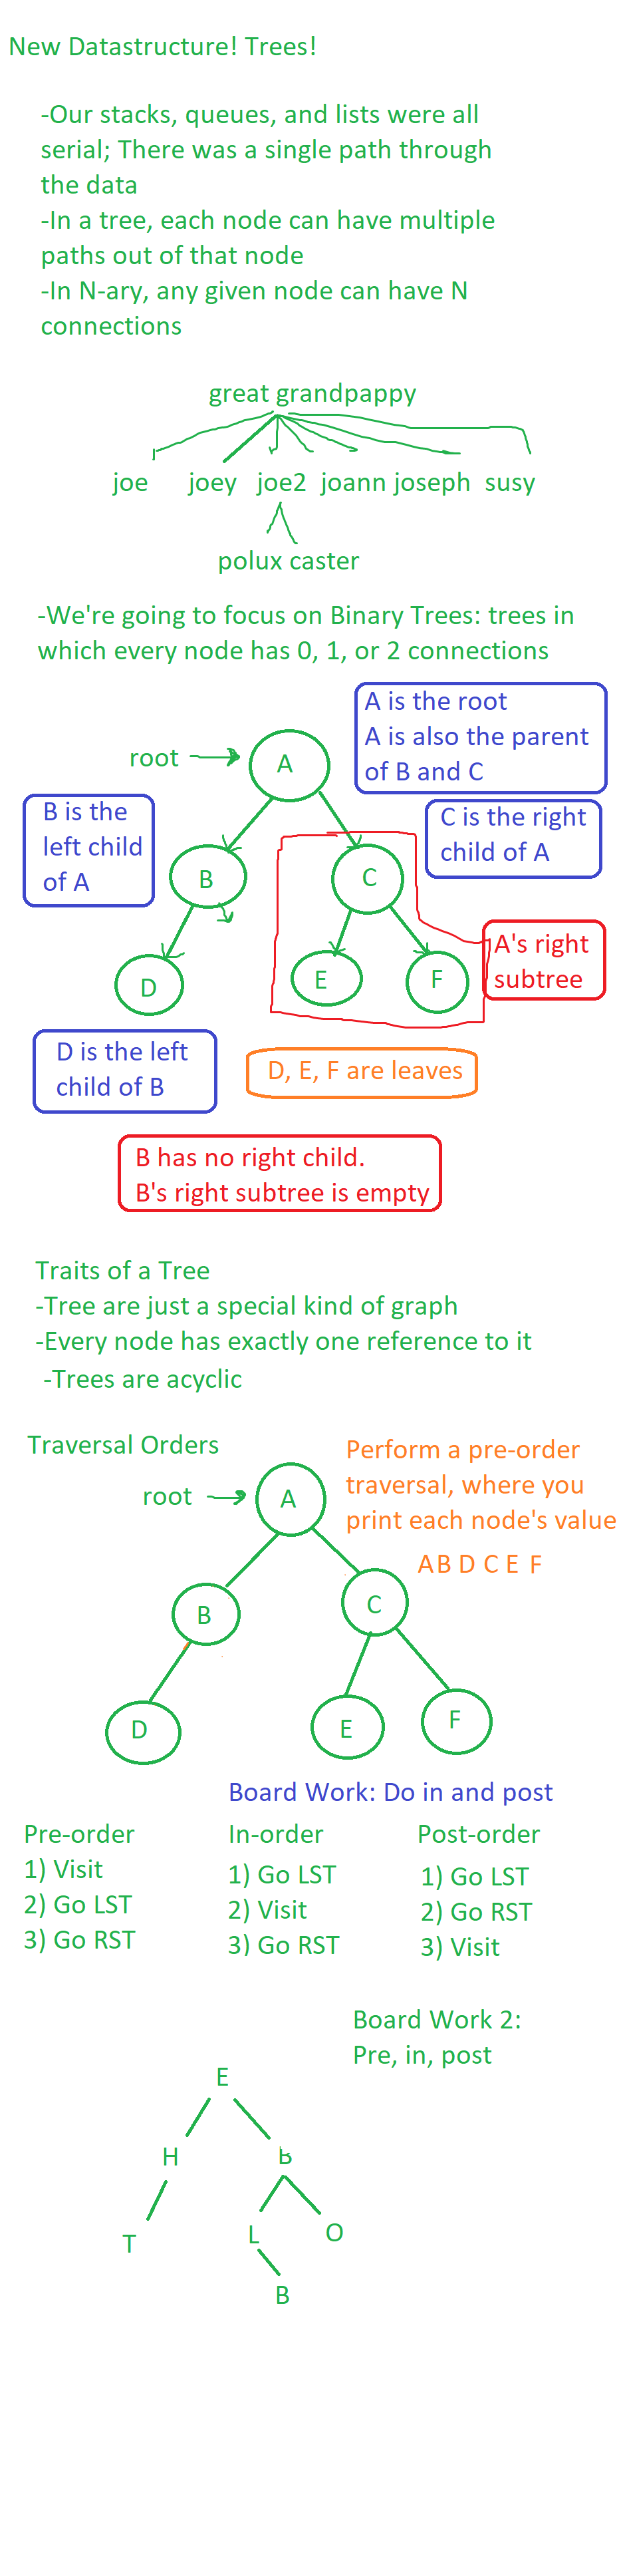 New Datastructure! Trees!
-Our stacks, queues, and lists were all
serial; There was a single path through
the data
-In a tree, each node can have multiple
paths out of that node
-In N-ary, any given node can have N
connections
great grandpappy
joe joey joe2 joann joseph susy
polux caster
-We're going to focus on Binary Trees: trees in
which every node has 0, 1, or 2 connections
A is the root
A is also the parent
of B and C
root
A
B is the
left child
of A
C is the right
child of A
B
C
A's right
subtree
D
E
F
D is the left
child of B
D, E, F are leaves
B has no right child.
B's right subtree is empty
Traits of a Tree
-Tree are just a special kind of graph
-Every node has exactly one reference to it
-Trees are acyclic
Traversal Orders
Perform a pre-order
traversal, where you
print each node's value
root
A
A B D C E F
B
C
D
E
F
Board Work: Do in and post
Pre-order
1) Visit
2) Go LST
3) Go RST
In-order
1) Go LST
2) Visit
3) Go RST
Post-order
1) Go LST
2) Go RST
3) Visit
Board Work 2:
Pre, in, post
E
H
B
T
L
O
B